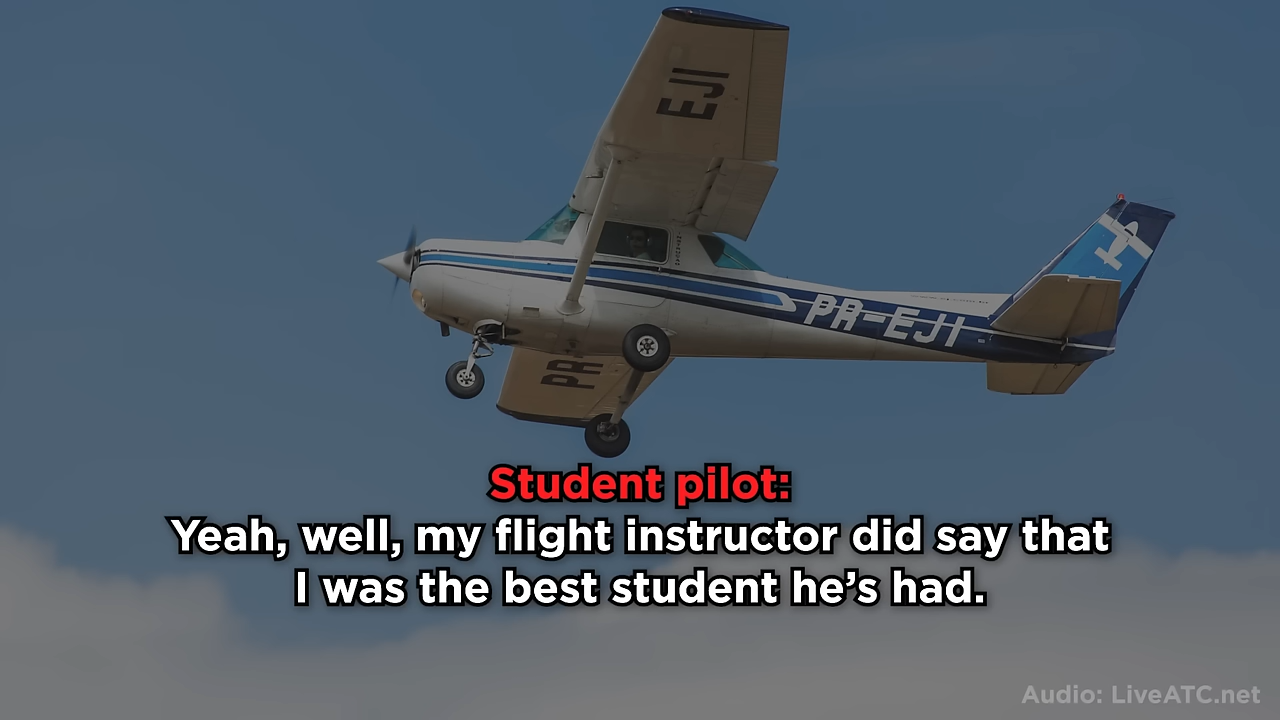 EJI
PR-EJI
PR
Student pilot:
Yeah, well, my flight instructor did say that
I was the best student he’s had.
Audio: LiveATC.net